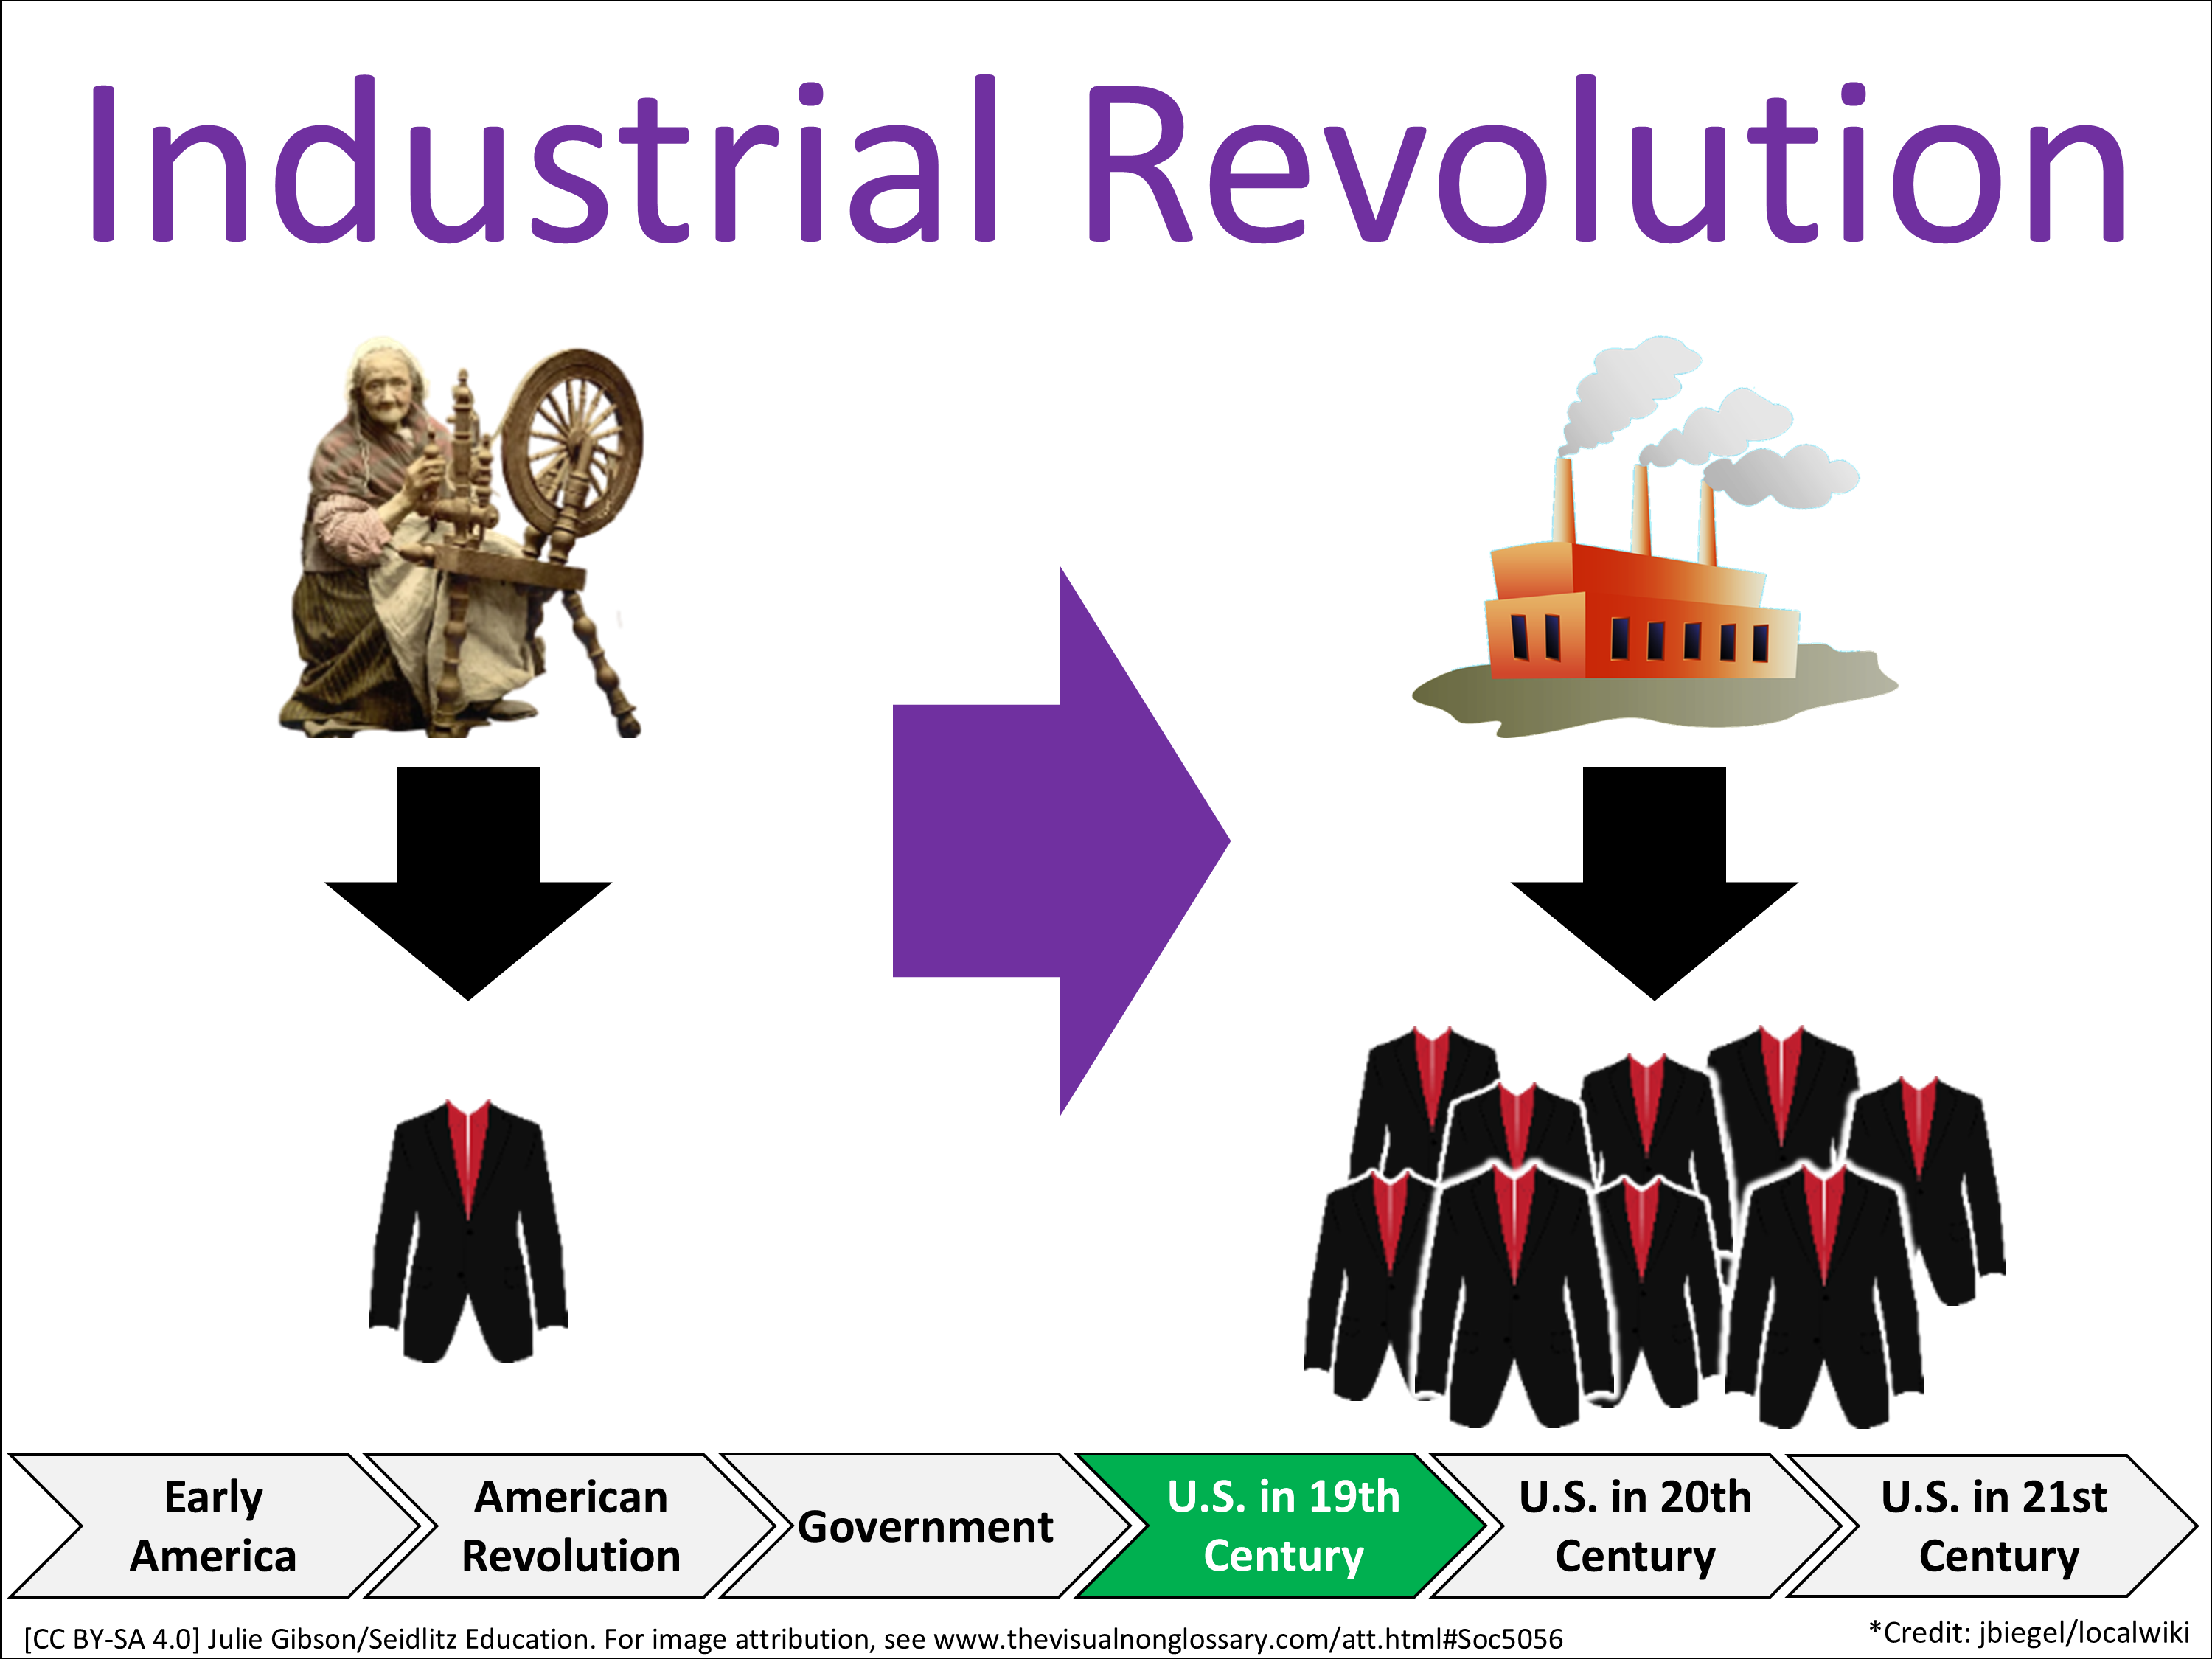 Industrial Revolution
Early
America
American
Revolution
Government
U.S. in 19th
Century
U.S. in 20th
Century
U.S. in 21st
Century
[CC BY-SA 4.0] Julie Gibson/Seidlitz Education. For image attribution, see www.thevisualnonglossary.com/att.html#Soc5056
*Credit: jbiegel/localwiki